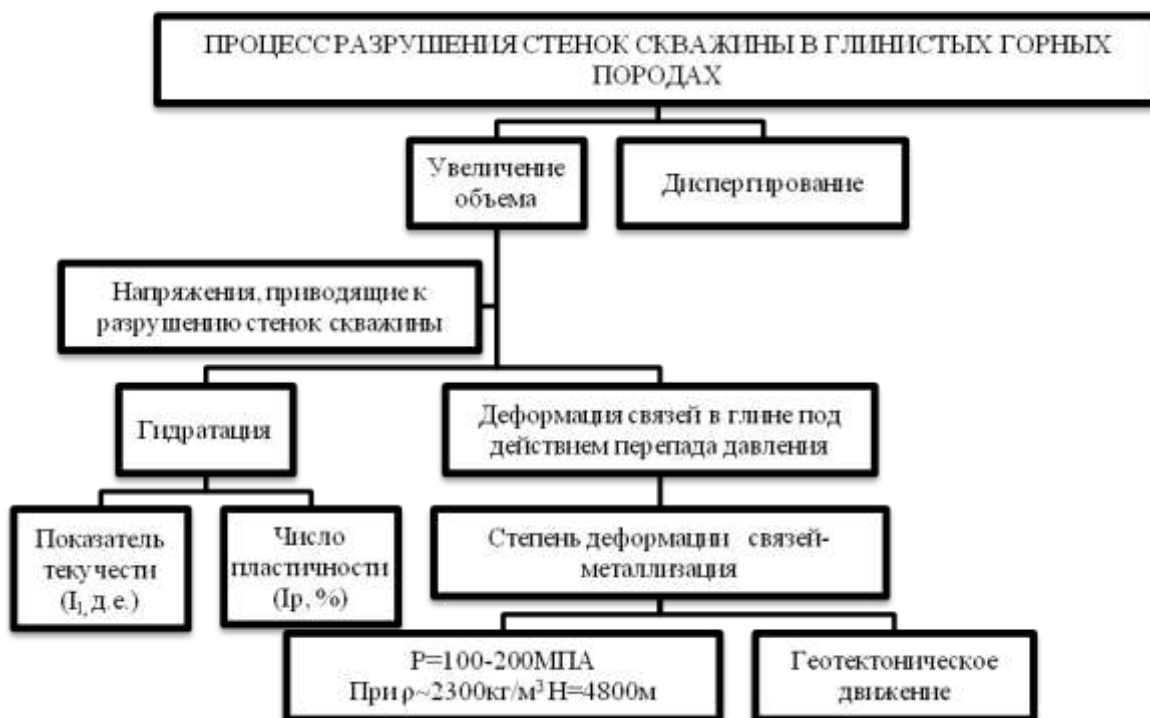 ПРОЦЕСС РАЗРУШЕНИЯ СТЕНОК СКВАЖИНЫ В ГЛИНИСТЫХ ГОРНЫХ
ПОРОДАХ
Увеличение
объема
Диспергирование
Напряжения, приводящие к
разрушению стенок скважины
Гидратация
Деформация связей в глине под
действием перепада давления
Показатель
текучести
(I₁, д.е.)
Число
пластичности
(Ip, %)
Степень деформации связей-
металлизация
P=100-200МПА
При ρ~2300кг/м³ Н=4800м
Геотектоническое
движение